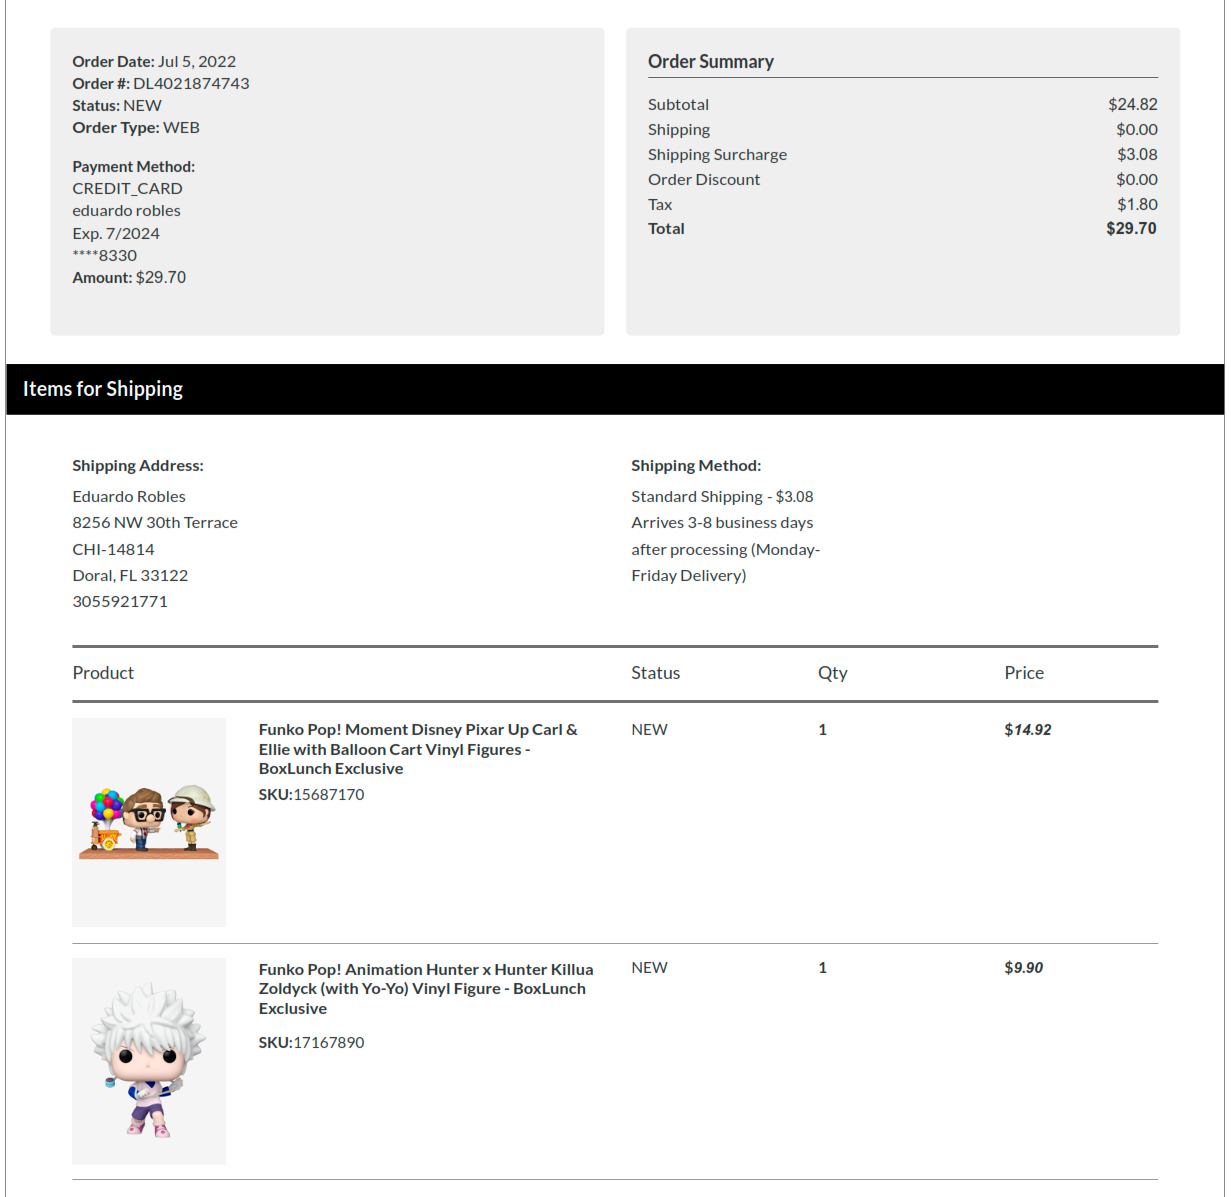 Order Date: Jul 5, 2022
Order #: DL4021874743
Status: NEW
Order Type: WEB
Payment Method:
CREDIT_CARD
eduardo robles
Exp. 7/2024
****8330
Amount: $29.70
Order Summary
Subtotal $24.82
Shipping $0.00
Shipping Surcharge $3.08
Order Discount $0.00
Tax $1.80
Total $29.70
Items for Shipping
Shipping Address:
Eduardo Robles
8256 NW 30th Terrace
CHI-14814
Doral, FL 33122
3055921771
Shipping Method:
Standard Shipping - $3.08
Arrives 3-8 business days
after processing (Monday-
Friday Delivery)
Product Status Qty Price
Funko Pop! Moment Disney Pixar Up Carl & NEW 1 $14.92
Ellie with Balloon Cart Vinyl Figures -
BoxLunch Exclusive
SKU:15687170
Funko Pop! Animation Hunter x Hunter Killua NEW 1 $9.90
Zoldyck (with Yo-Yo) Vinyl Figure - BoxLunch
Exclusive
SKU:17167890